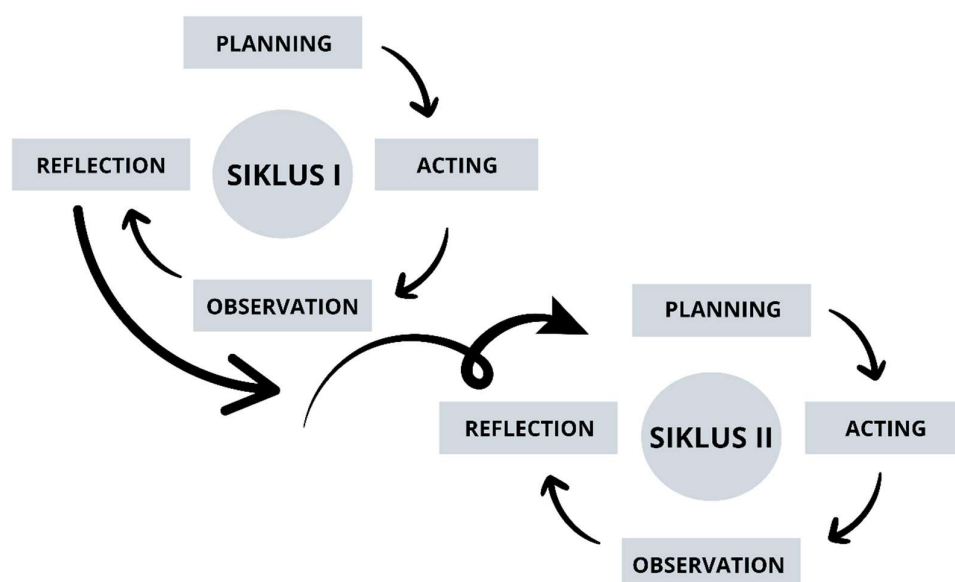 PLANNING
REFLECTION
SIKLUS I
ACTING
OBSERVATION
PLANNING
REFLECTION
SIKLUS II
ACTING
OBSERVATION